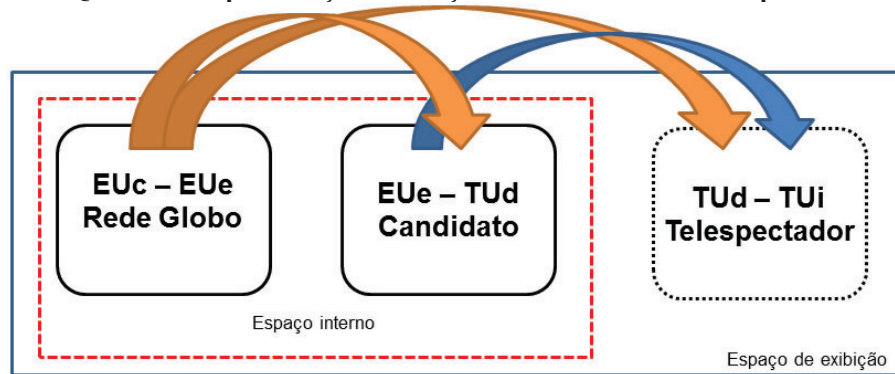 EUc – EUe
Rede Globo
EUe – TUd
Candidato
TUd – TUi
Telespectador
Espaço interno
Espaço de exibição